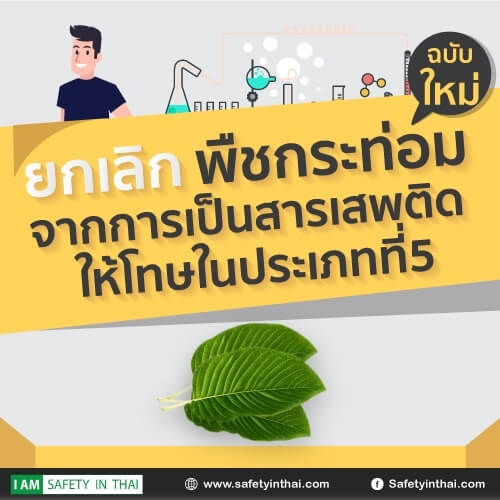 ฉบับ
ใหม่
ยกเลิก พืชกระท่อม
จากการเป็นสารเสพติด
ให้โทษในประเภทที่5
I AM SAFETY IN THAI
www.safetyinthai.com
Safetyinthai.com